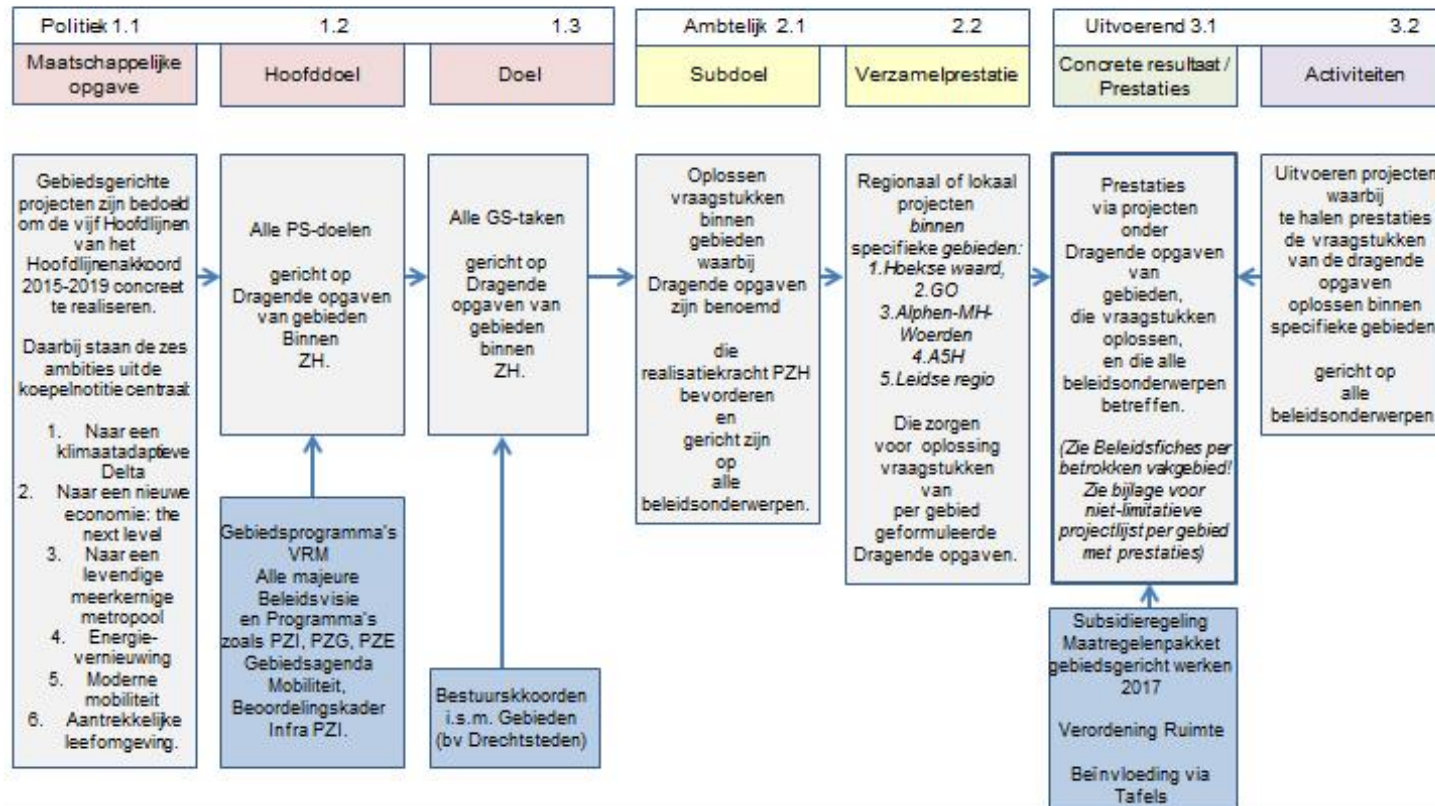 Politiek 1.1
1.2
1.3
Ambtelijk 2.1
2.2
Uitvoerend 3.1
3.2
Maatschappelijke
opgave
Hoofddoel
Doel
Subdoel
Verzamelprestatie
Concrete resultaat /
Prestaties
Activiteiten
Gebiedsgerichte
projecten zijn bedoeld
om de vijf Hoofdlijnen
van het
Hoofdlijnenakkoord
2015-2019 concreet
te realiseren.
Daarbij staan de zes
ambities uit de
koepelnotitie centraal:
1. Naar een
klimaatadaptieve
Delta
2. Naar een nieuwe
economie: the
next level
3. Naar een
levendige
meerkernige
metropool
4. Energie-
vernieuwing
5. Moderne
mobiliteit
6. Aantrekkelijke
leefomgeving.
Alle PS-doelen
gericht op
Dragende opgaven
van gebieden
Binnen
ZH.
Gebiedsprogramma's
VRM
Alle majeure
Beleidsvisie
en Programma's
zoals PZI, PZG, PZE
Gebiedsagenda
Mobiliteit,
Beoordelingskader
Infra PZI.
Alle GS-taken
gericht op
Dragende
opgaven van
gebieden
binnen
ZH.
Bestuurskkoorden
i.s.m. Gebieden
(bv Drechtsteden)
Oplossen
vraagstukken
binnen
gebieden
waarbij
Dragende opgaven
zijn benoemd
die
realisatiekracht PZH
bevorderen
en
gericht zijn
op
alle
beleidsonderwerpen.
Regionaal of lokaal
projecten
binnen
specifieke gebieden:
1.Hoekse waard,
2.GO
3.Alphen-MH-
Woerden
4.A5H
5.Leidse regio
Die zorgen
voor oplossing
vraagstukken
van
per gebied
geformuleerde
Dragende opgaven.
Prestaties
via projecten
onder
Dragende opgaven
van
gebieden,
die vraagstukken
oplossen,
en die alle
beleidsonderwerpen
betreffen.
(Zie Beleidsfiches per
betrokken vakgebied!
Zie bijlage voor
niet-limitatieve
projectlijst per gebied
met prestaties)
Subsidieregeling
Maatregelenpakket
gebiedsgericht werken
2017
Verordening Ruimte
Beïnvloeding via
Tafels
Uitvoeren projecten
waarbij
te halen prestaties
de vraagstukken
van de dragende
opgaven
oplossen binnen
specifieke gebieden
gericht op
alle
beleidsonderwerpen